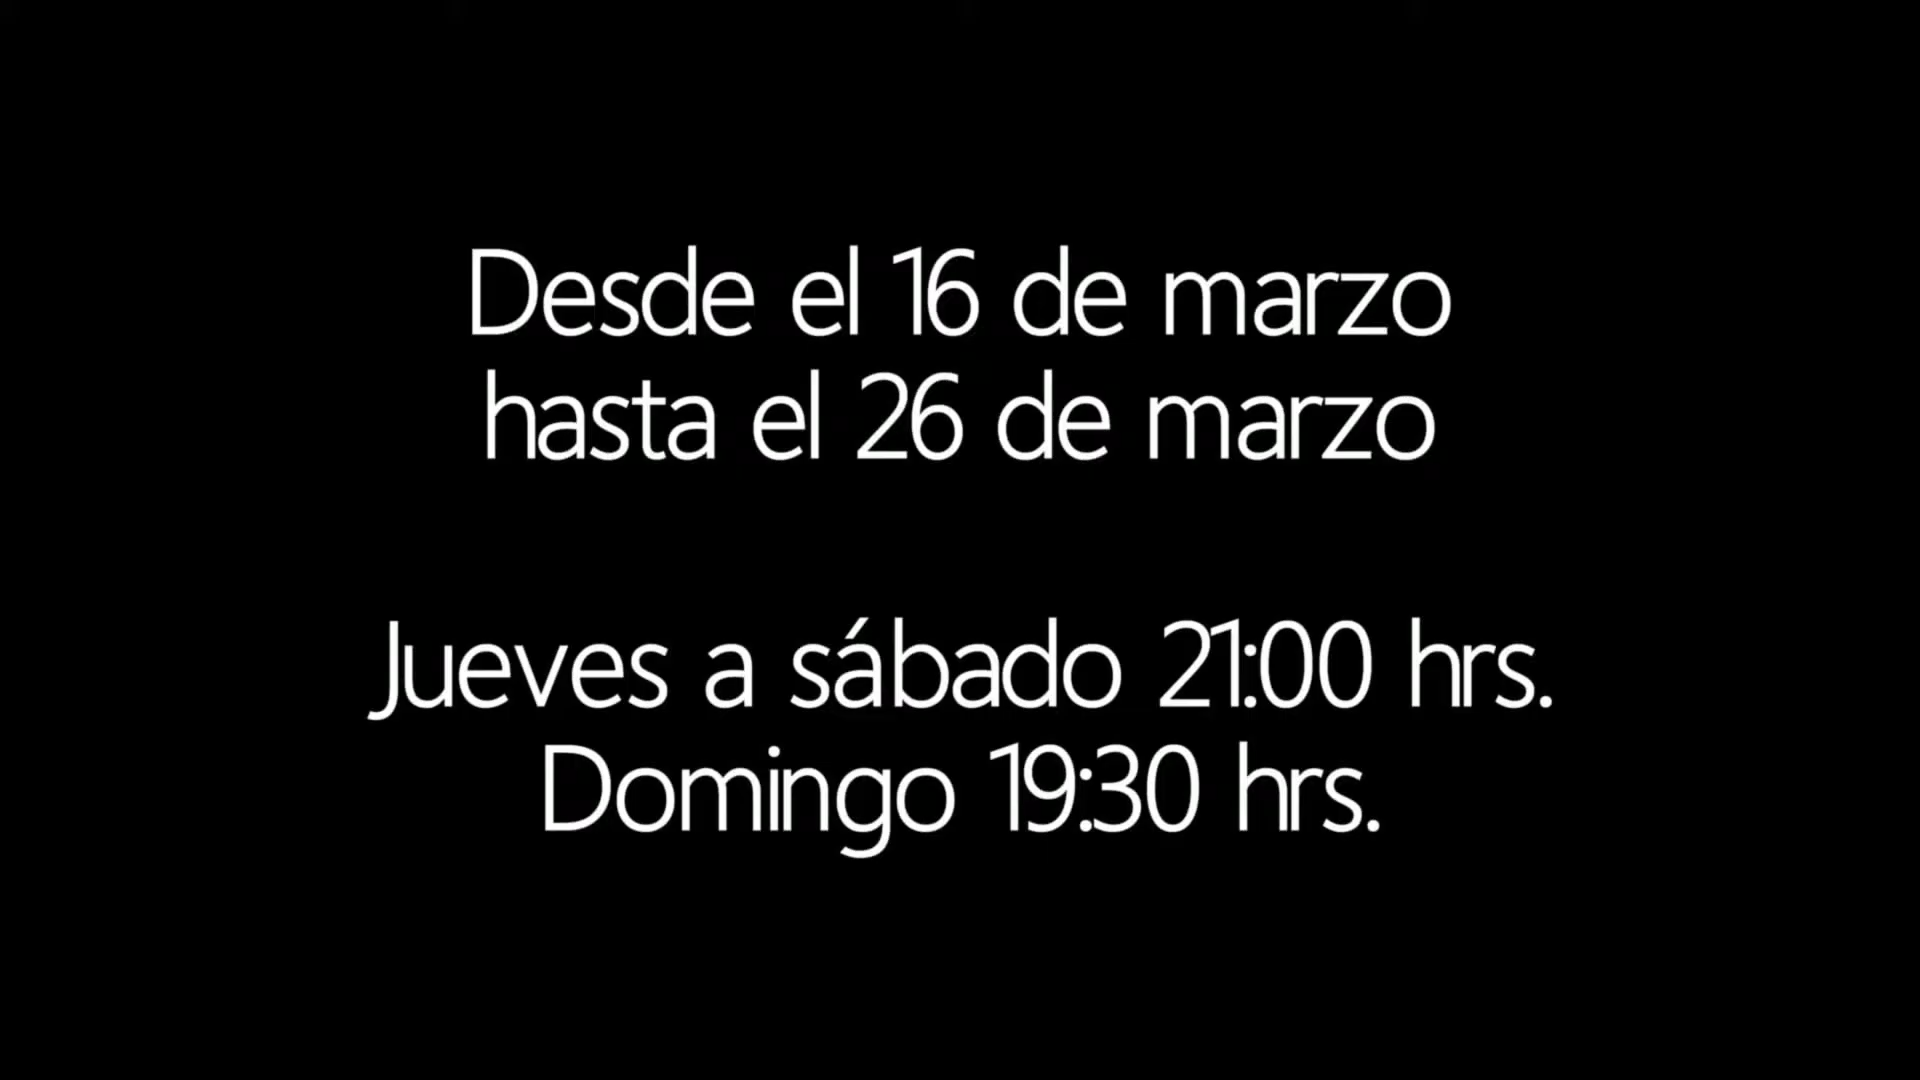 Desde el 16 de marzo
hasta el 26 de marzo
Jueves a sábado 21:00 hrs.
Domingo 19:30 hrs.